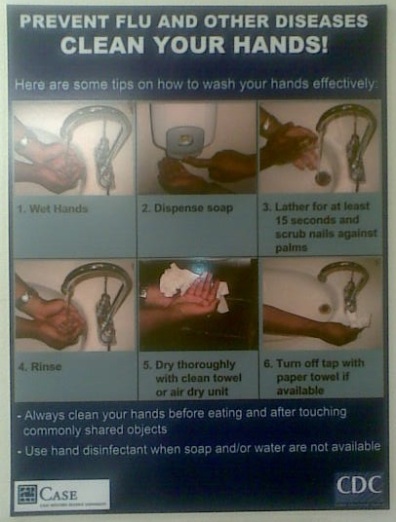 PREVENT FLU AND OTHER DISEASES
CLEAN YOUR HANDS!
Here are some tips on how to wash your hands effectively:
1. Wet Hands
2. Dispense soap
3. Lather for at least
15 seconds and
scrub nails against
palms
4. Rinse
5. Dry thoroughly
with clean towel
or air dry unit
6. Turn off tap with
paper towel if
available
- Always clean your hands before eating and after touching
commonly shared objects
- Use hand disinfectant when soap and/or water are not available
CASE
CASE WESTERN RESERVE UNIVERSITY
CDC